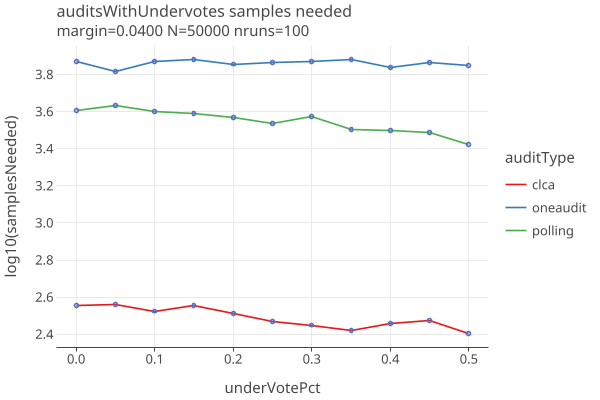 auditsWithUndervotes samples needed
margin=0.0400 N=50000 nruns=100
3.8
3.6
3.4
3.2
3.0
2.8
2.6
2.4
log10(samplesNeeded)
0.0 0.1 0.2 0.3 0.4 0.5
underVotePct
auditType
clca
oneaudit
polling